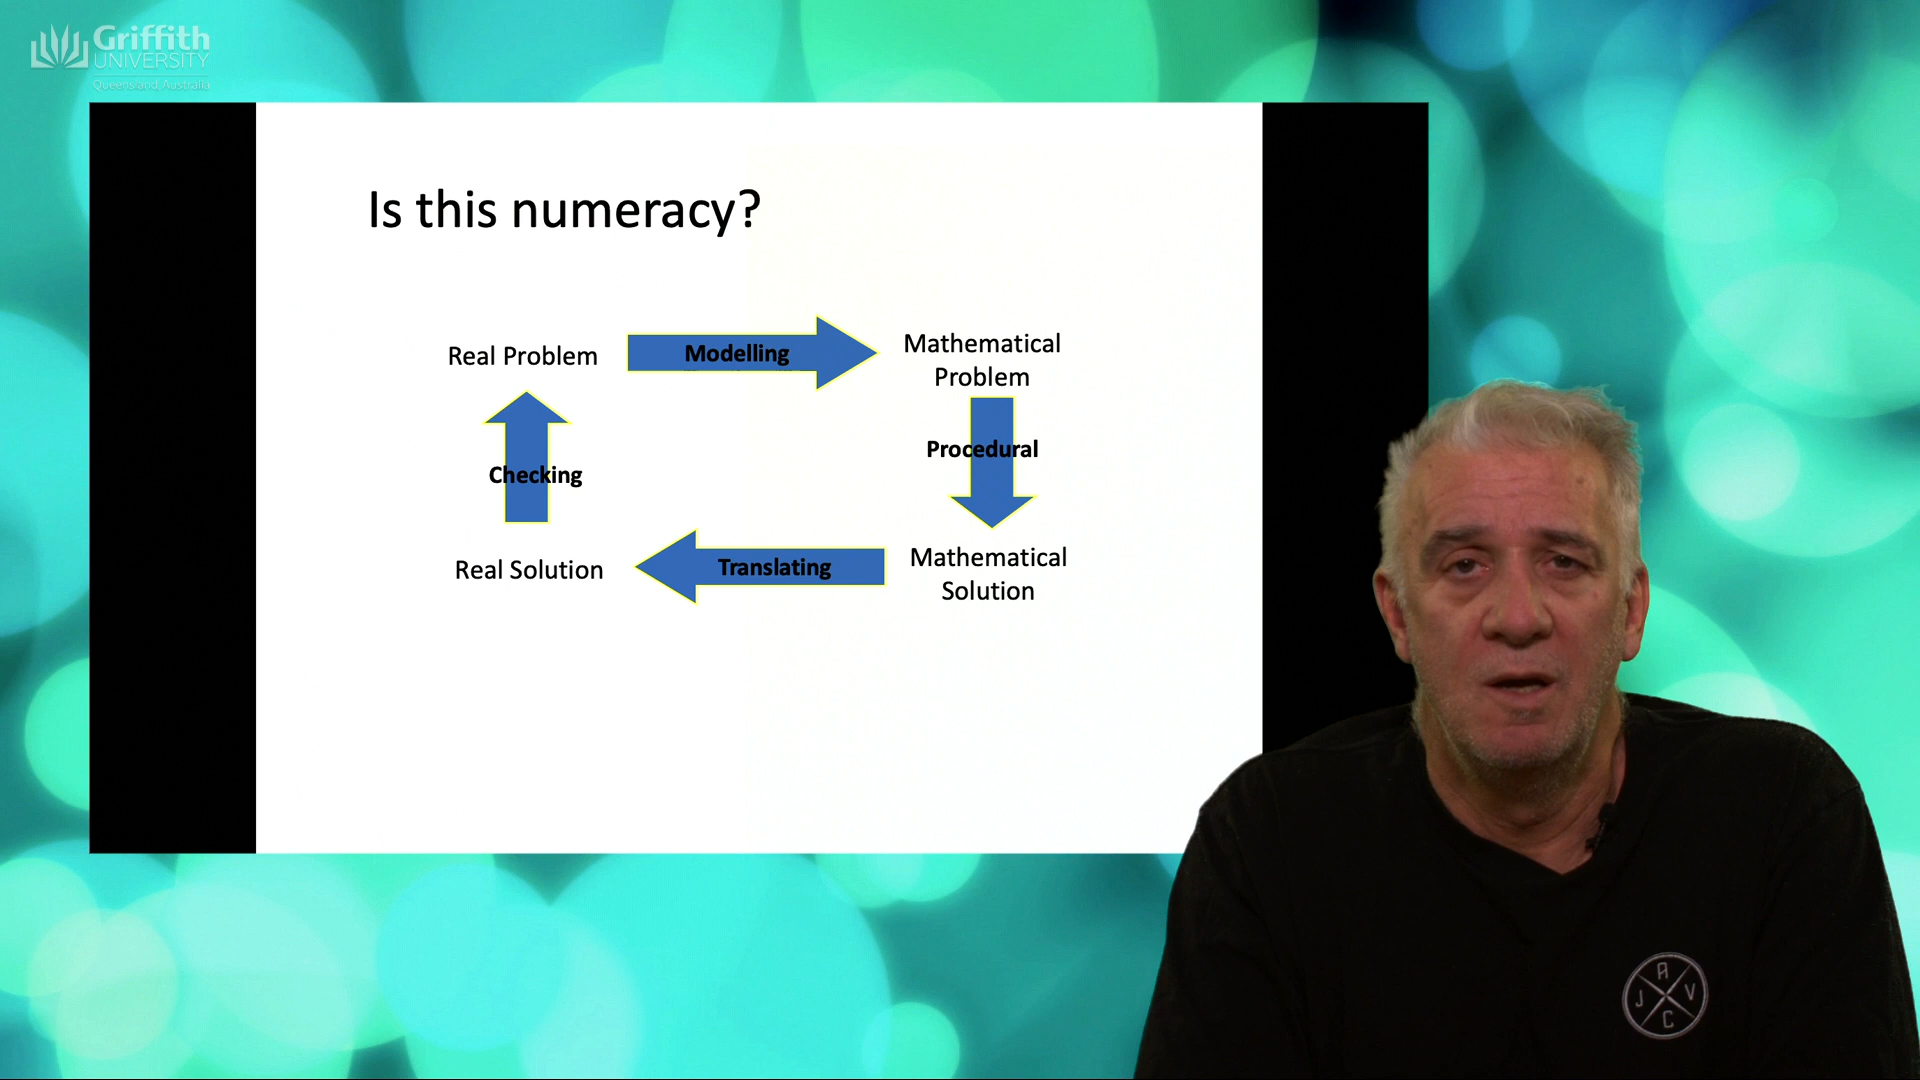 Griffith
UNIVERSITY
Queensland, Australia
Is this numeracy?
Real Problem
Modelling
Mathematical
Problem
Checking
Procedural
Real Solution
Translating
Mathematical
Solution
A
J V
C